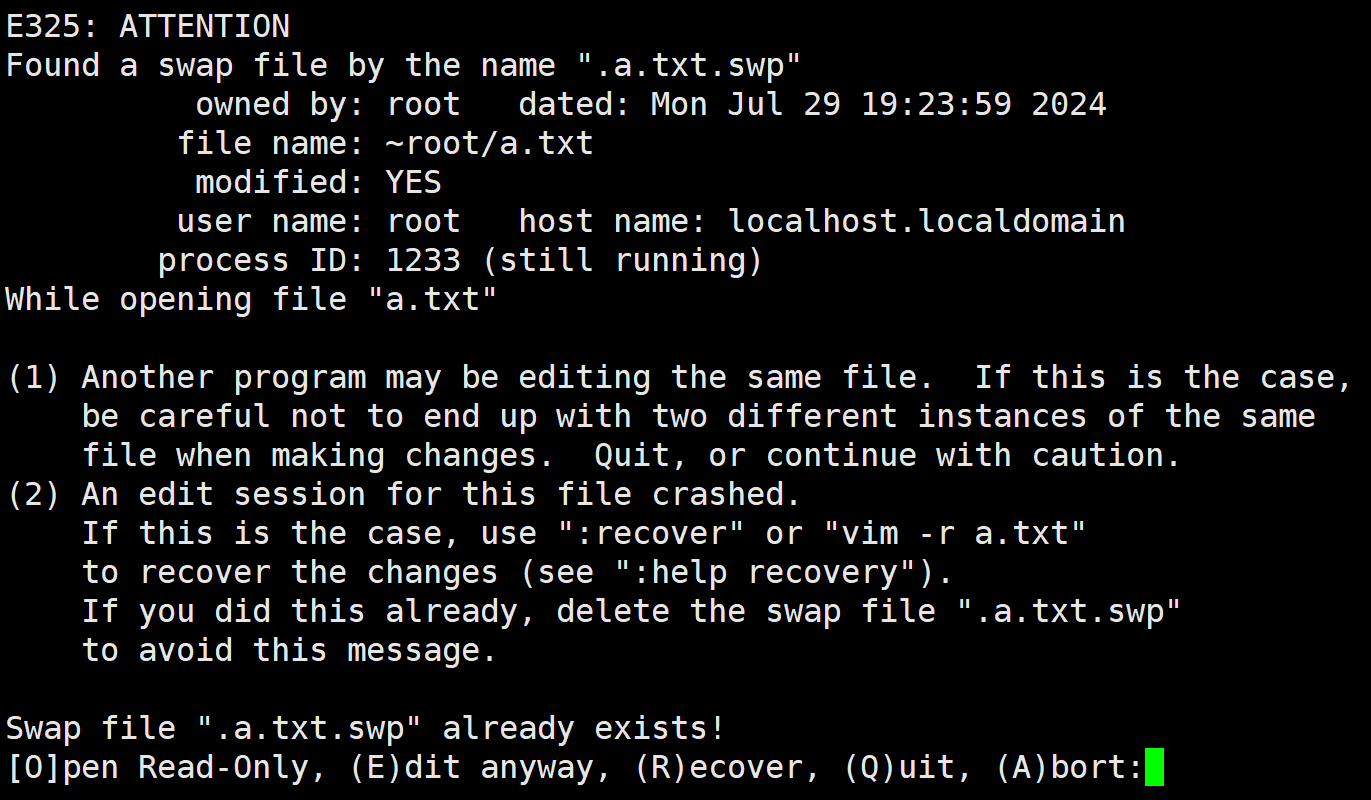 E325: ATTENTION
Found a swap file by the name ".a.txt.swp"
          owned by: root   dated: Mon Jul 29 19:23:59 2024
         file name: ~root/a.txt
          modified: YES
         user name: root   host name: localhost.localdomain
        process ID: 1233 (still running)
While opening file "a.txt"

(1) Another program may be editing the same file.  If this is the case,
    be careful not to end up with two different instances of the same
    file when making changes.  Quit, or continue with caution.
(2) An edit session for this file crashed.
    If this is the case, use ":recover" or "vim -r a.txt"
    to recover the changes (see ":help recovery").
    If you did this already, delete the swap file ".a.txt.swp"
    to avoid this message.

Swap file ".a.txt.swp" already exists!
[O]pen Read-Only, (E)dit anyway, (R)ecover, (Q)uit, (A)bort: